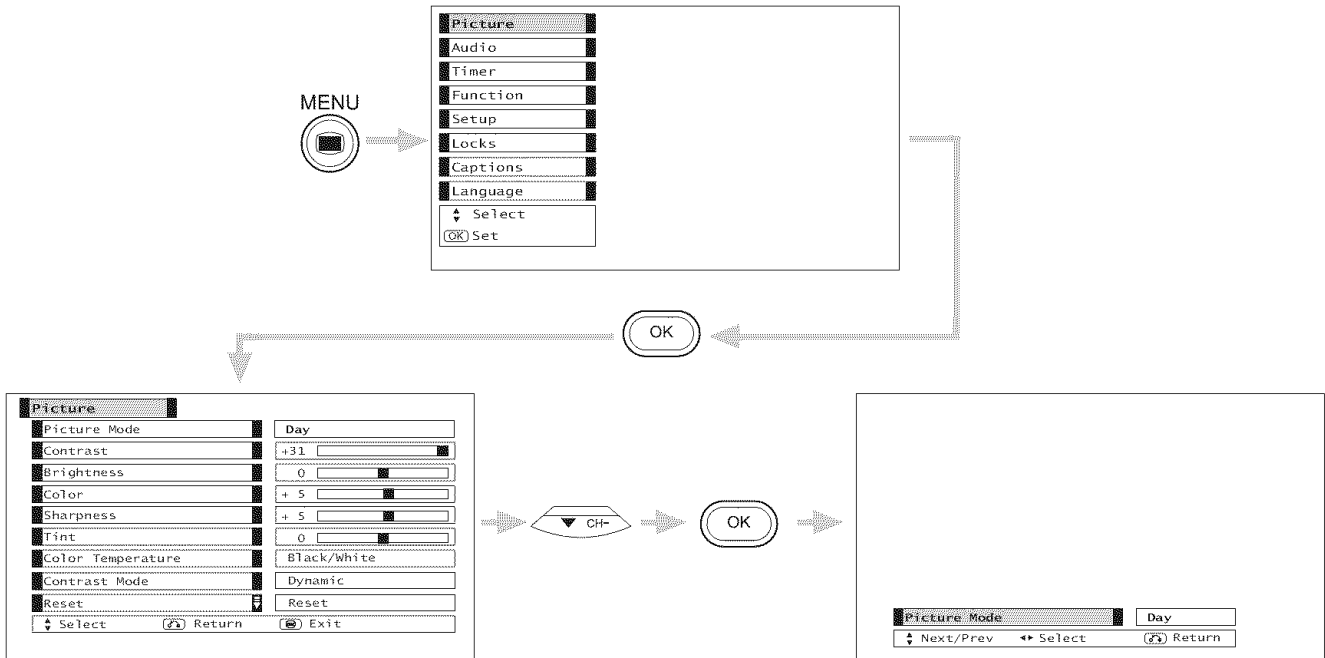 MENU
Picture
Audio
Timer
Function
Setup
Locks
Captions
Language
Select
OK Set
OK
Picture
Picture Mode Day
Contrast +31
Brightness 0
Color + 5
Sharpness + 5
Tint 0
Color Temperature Black/White
Contrast Mode Dynamic
Reset Reset
Select Return Exit
CH-
OK
Picture Mode Day
Next/Prev Select Return